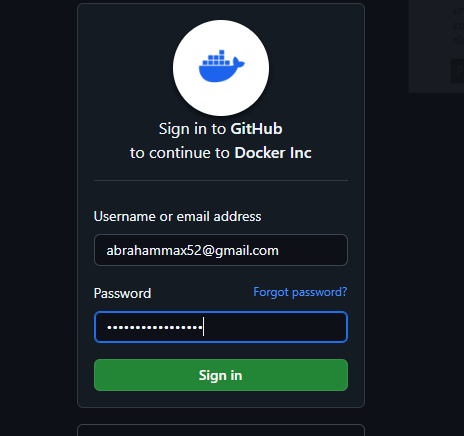 Sign in to GitHub
to continue to Docker Inc
Username or email address
abrahammax52@gmail.com
Password Forgot password?
•••••••••••••••••
Sign in